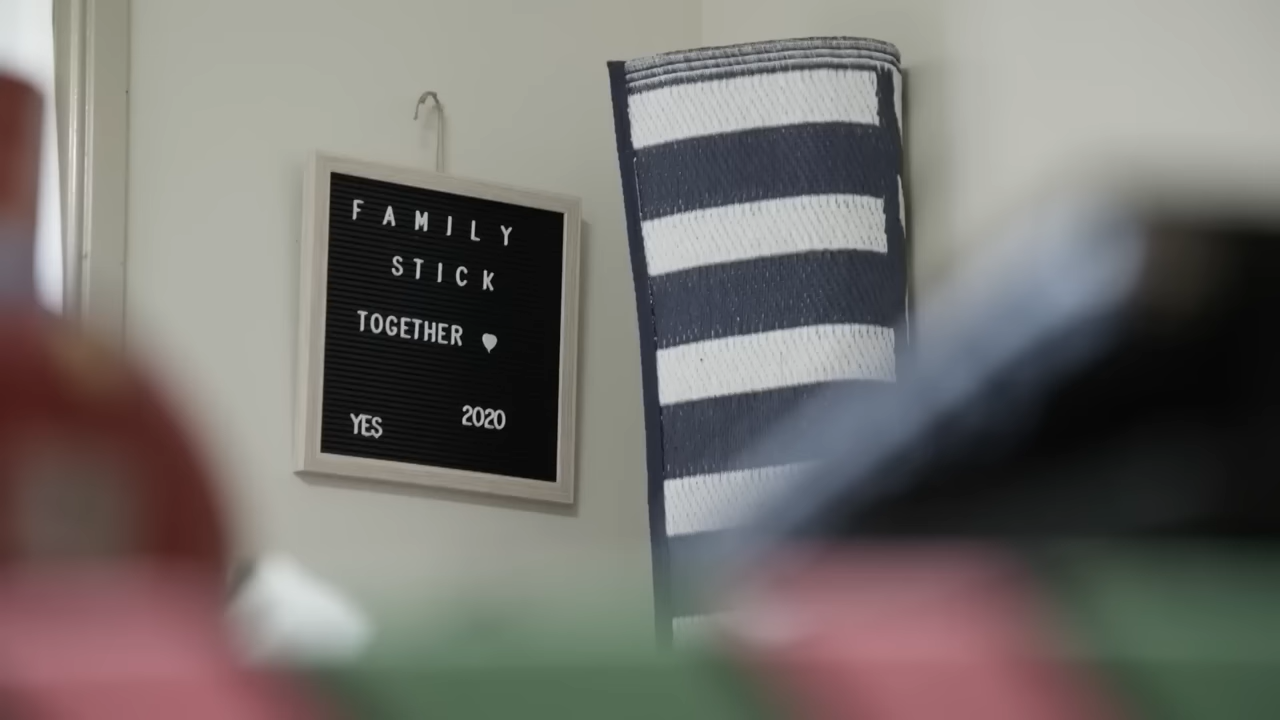 FAMILY
STICK
TOGETHER ♥
YES 2020